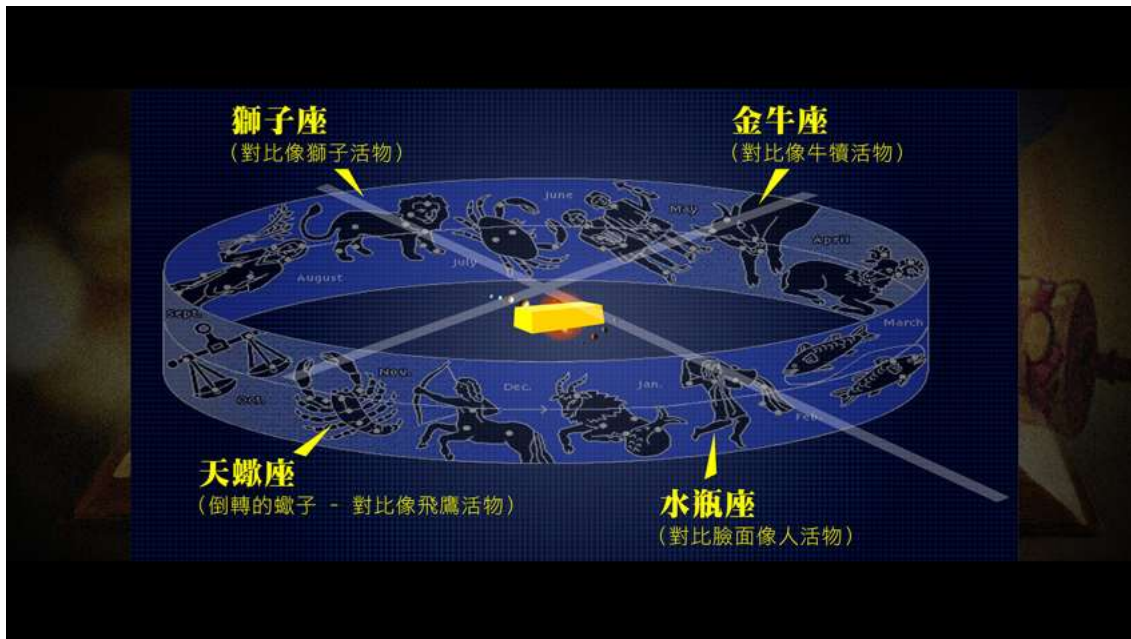 獅子座
（對比像獅子活物）
金牛座
（對比像牛犢活物）
June
May
April
July
August
Sept.
March
Oct.
Nov.
Dec.
Jan.
Feb.
天蠍座
（倒轉的蠍子 - 對比像飛鷹活物）
水瓶座
（對比臉面像人活物）